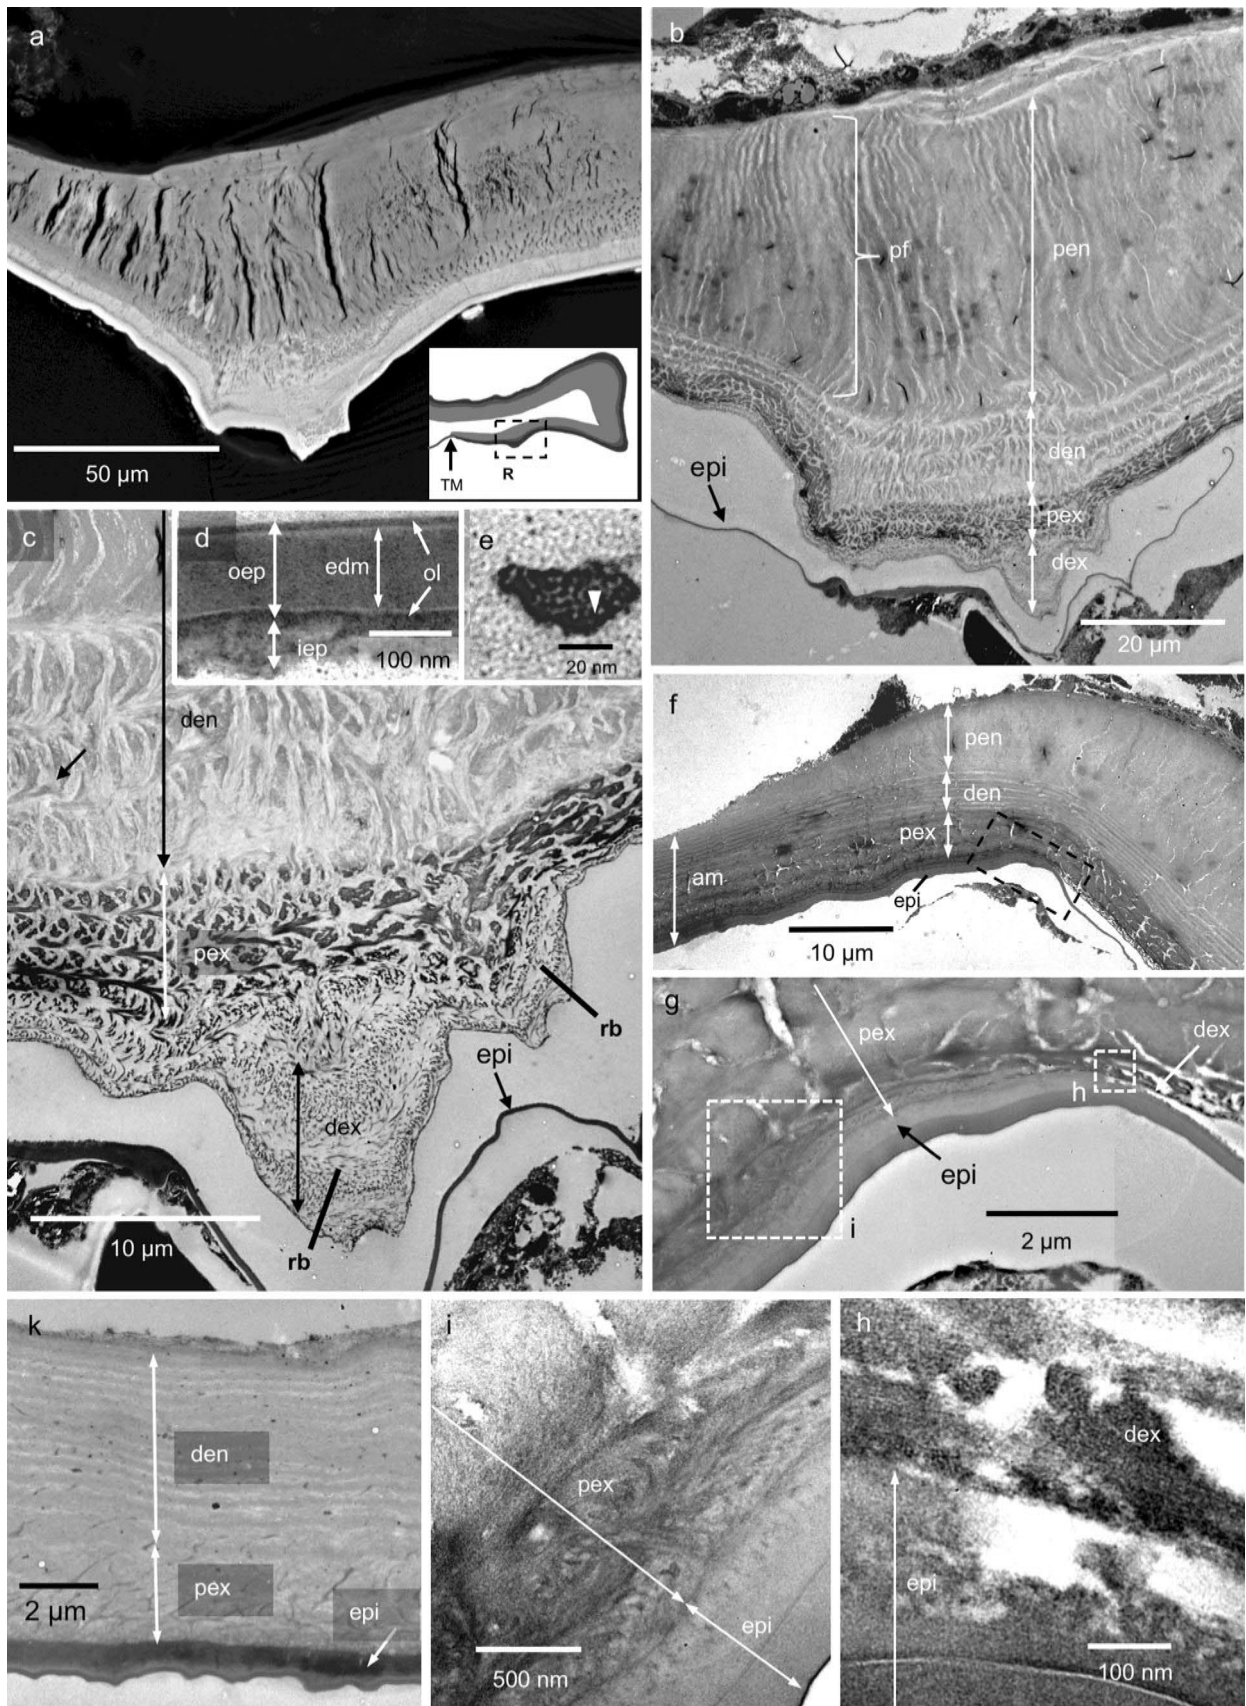 a
50 µm
TM
R
b
pf
pen
den
pex
dex
epi
20 µm
c
den
pex
rb
epi
dex
rb
10 µm
d
oep
edm
ol
iep
100 nm
e
20 nm
f
pen
den
pex
am
epi
10 µm
g
pex
dex
h
epi
i
2 µm
k
den
pex
epi
2 µm
i
pex
epi
500 nm
h
dex
epi
100 nm